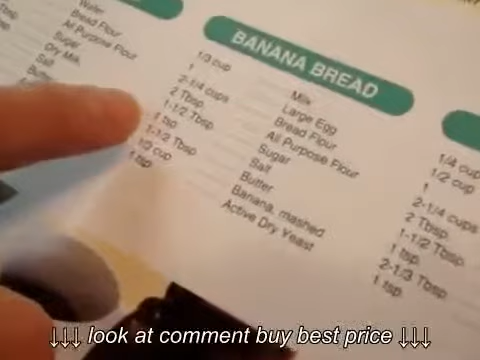 Water
Bread Flour
All Purpose Flour
Sugar
Dry Milk
Salt
Butter
BANANA BREAD
1/3 cup Milk
1 Large Egg
2-1/4 cups Bread Flour
2 Tbsp All Purpose Flour
1-1/2 Tbsp Sugar
1 tsp Salt
1-1/2 Tbsp Butter
1/3 cup Banana, mashed
1 tsp Active Dry Yeast
1/4 cup
1/2 cup
1
2-1/4 cups
2 Tbsp
1-1/2 Tbsp
1 tsp
2-1/3 Tbsp
1 tsp
↓↓↓ look at comment buy best price ↓↓↓